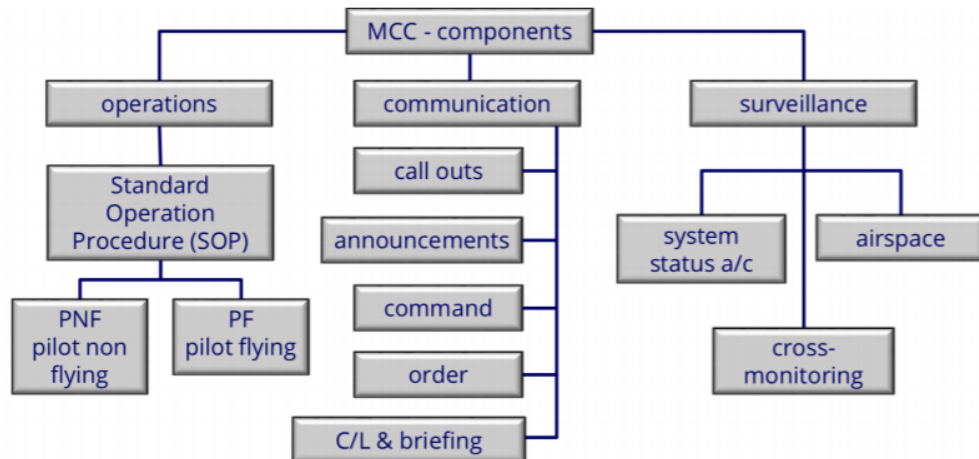 MCC - components
operations
communication
surveillance
Standard
Operation
Procedure (SOP)
call outs
announcements
command
order
C/L & briefing
system
status a/c
airspace
cross-
monitoring
PNF
pilot non
flying
PF
pilot flying